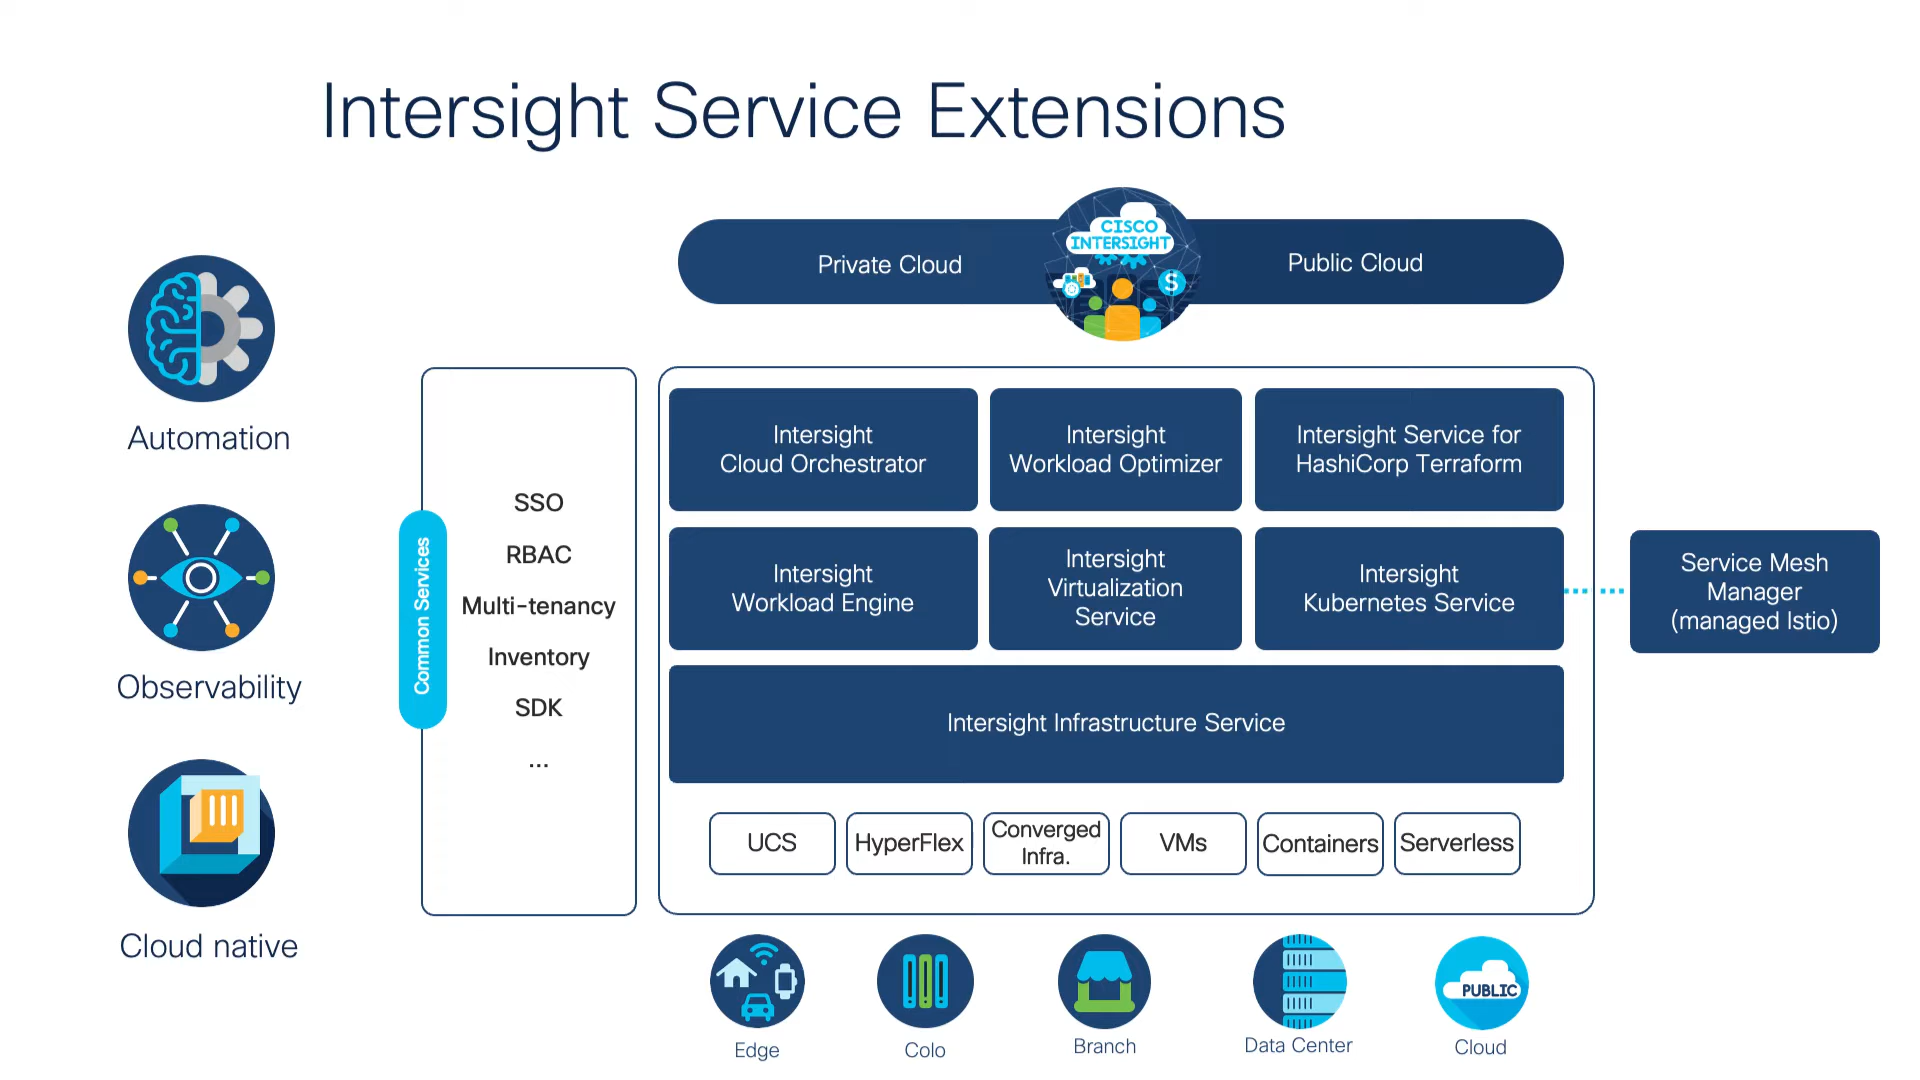 Intersight Service Extensions
Private Cloud
CISCO
INTERSIGHT
S
Public Cloud
Automation
Observability
Cloud native
Common Services
SSO
RBAC
Multi-tenancy
Inventory
SDK
...
Intersight
Cloud Orchestrator
Intersight
Workload Optimizer
Intersight Service for
HashiCorp Terraform
Intersight
Workload Engine
Intersight
Virtualization
Service
Intersight
Kubernetes Service
Service Mesh
Manager
(managed Istio)
Intersight Infrastructure Service
UCS
HyperFlex
Converged
Infra.
VMs
Containers
Serverless
Edge
Colo
Branch
Data Center
PUBLIC
Cloud